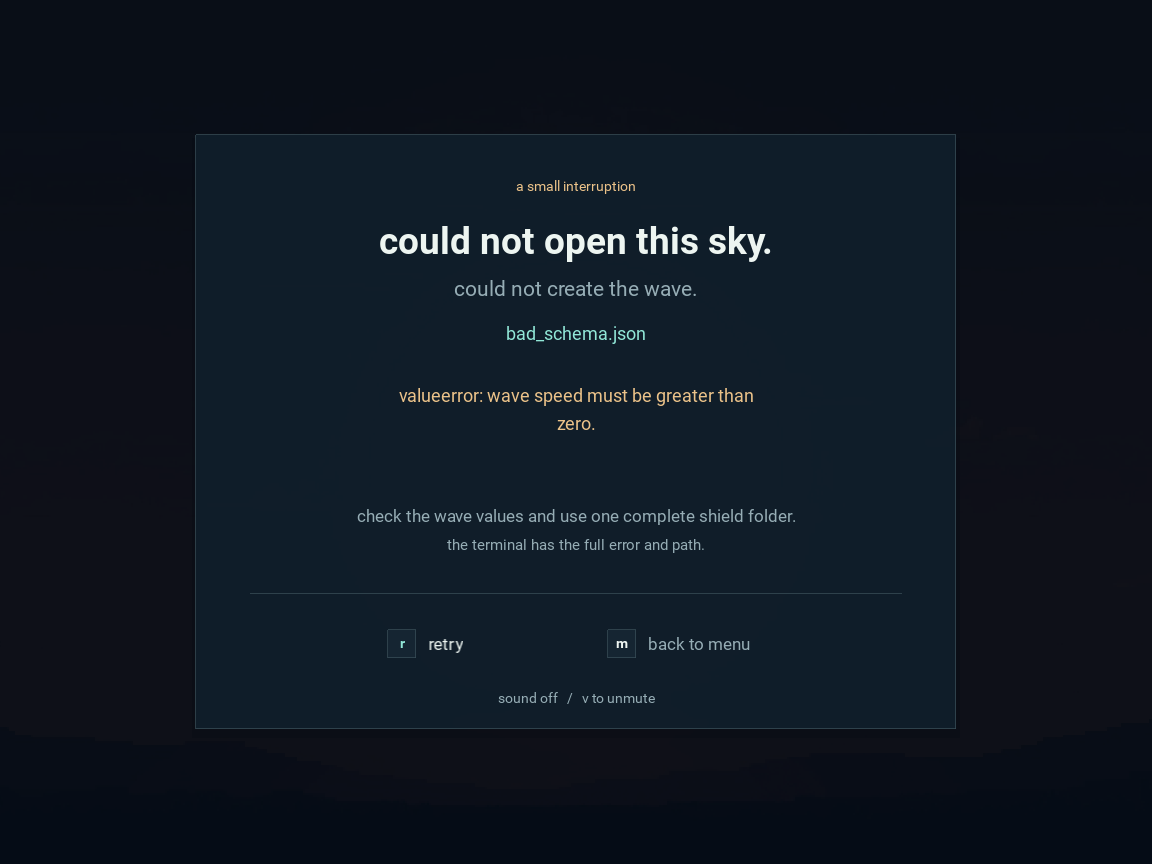 a small interruption
could not open this sky.
could not create the wave.
bad_schema.json
valueerror: wave speed must be greater than
zero.
check the wave values and use one complete shield folder.
the terminal has the full error and path.
r retry m back to menu
sound off / v to unmute